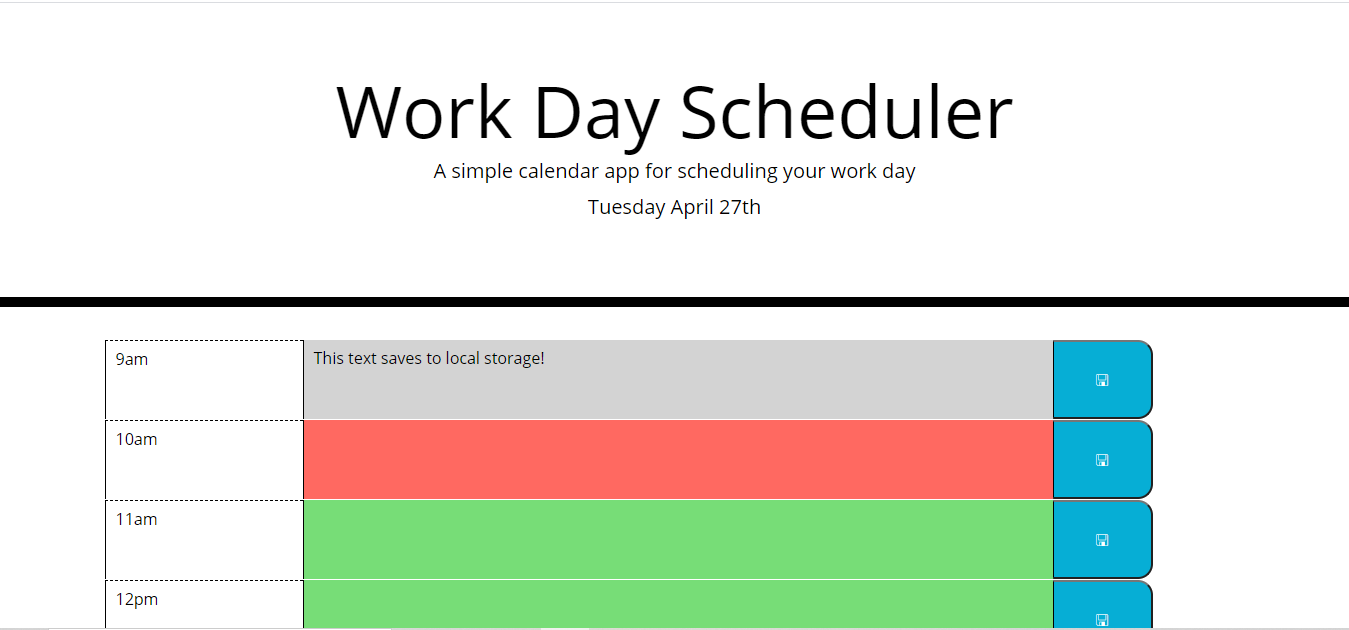 Work Day Scheduler
A simple calendar app for scheduling your work day
Tuesday April 27th
9am
This text saves to local storage!
10am
11am
12pm